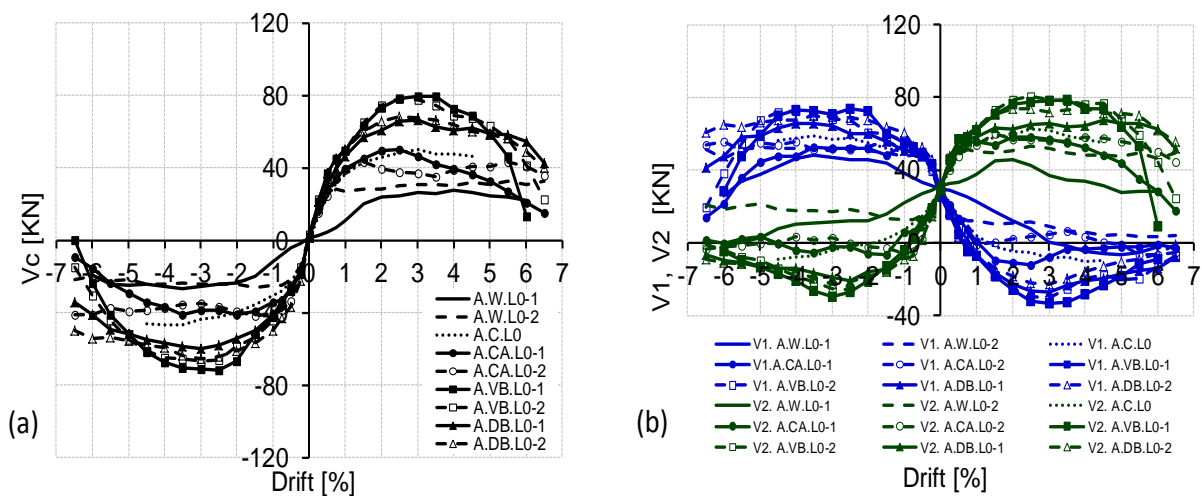 120
80
40
0
-40
-80
-120
-7 -6 -5 -4 -3 -2 -1 0 1 2 3 4 5 6 7
Vc [KN]
Drift [%]
A.W.L0-1
A.W.L0-2
A.C.L0
A.CA.L0-1
A.CA.L0-2
A.VB.L0-1
A.VB.L0-2
A.DB.L0-1
A.DB.L0-2
(a)
120
80
40
0
-40
-7 -6 -5 -4 -3 -2 -1 0 1 2 3 4 5 6 7
V1, V2 [KN]
V1. A.W.L0-1 V1. A.W.L0-2 V1. A.C.L0
V1.A.CA.L0-1 V1. A.CA.L0-2 V1. A.VB.L0-1
V1. A.VB.L0-2 V1. A.DB.L0-1 V1. A.DB.L0-2
V2. A.W.L0-1 V2. A.W.L0-2 V2. A.C.L0
V2. A.CA.L0-1 V2. A.CA.L0-2 V2. A.VB.L0-1
V2. A.VB.L0-2 V2. A.DB.L0-1 V2. A.DB.L0-2
Drift [%]
(b)